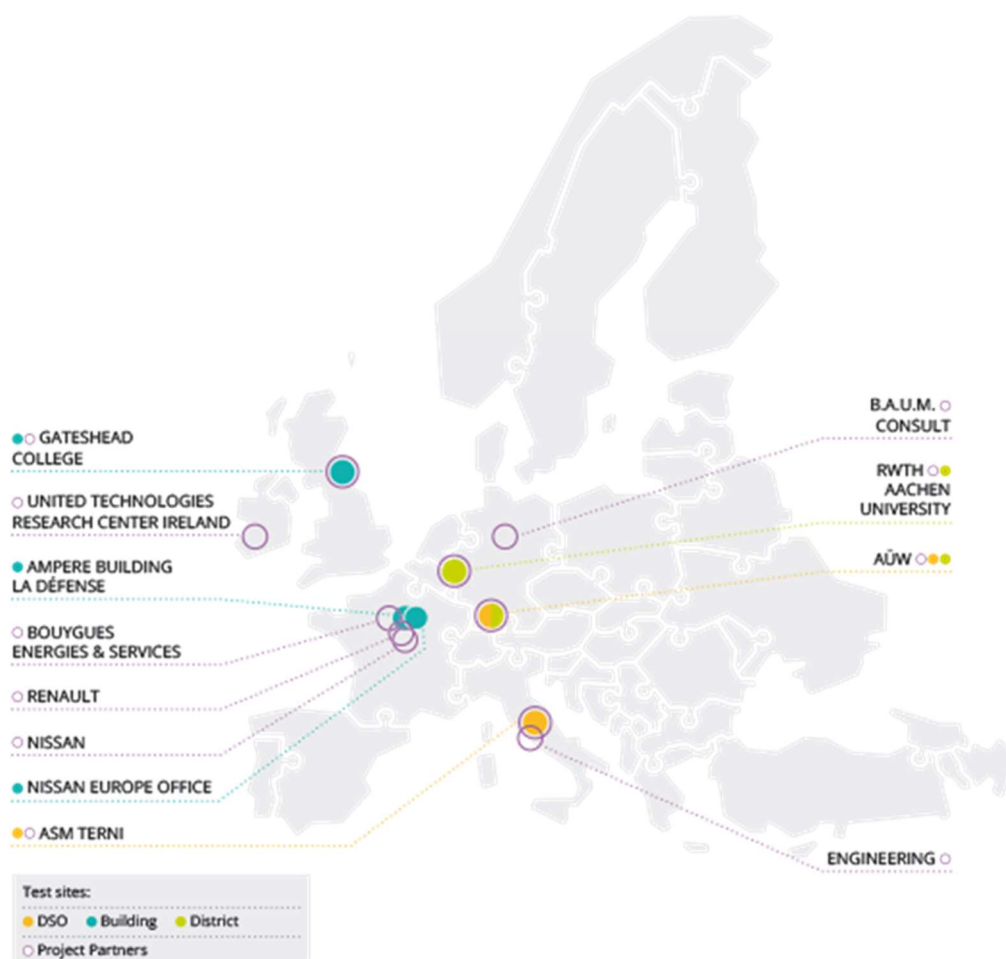 GATESHEAD
COLLEGE
UNITED TECHNOLOGIES
RESEARCH CENTER IRELAND
AMPERE BUILDING
LA DÉFENSE
BOUYGUES
ENERGIES & SERVICES
RENAULT
NISSAN
NISSAN EUROPE OFFICE
ASM TERNI
B.A.U.M.
CONSULT
RWTH
AACHEN
UNIVERSITY
AÜW
ENGINEERING
Test sites:
DSO Building District
Project Partners